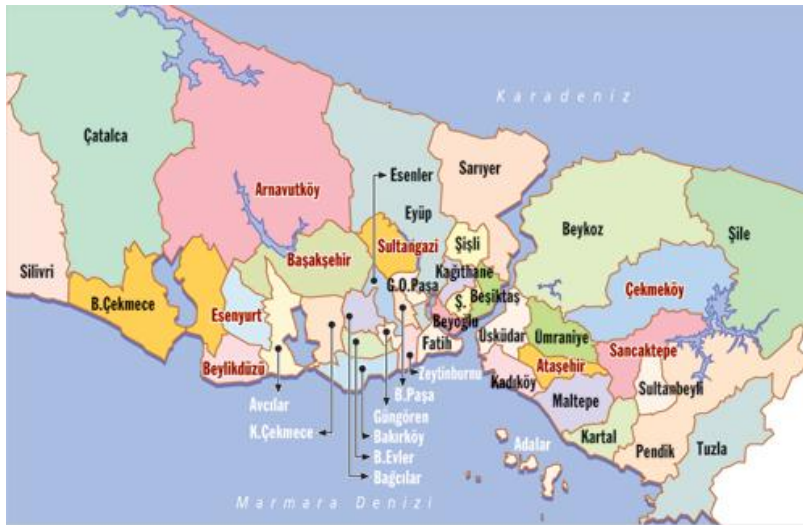 Karadeniz
Çatalca
Esenler
Sarıyer
Arnavutköy
Eyüp
Beykoz
Şile
Silivri
Başakşehir
Sultangazi
Şişli
Kağıthane
B.Çekmece
G.O.Paşa
Ş.
Beşiktaş
Çekmeköy
Esenyurt
Beyoğlu
Üsküdar
Ümraniye
Fatih
Sancaktepe
Beylikdüzü
Zeytinburnu
Kadıköy
Ataşehir
Sultanbeyli
Avcılar
B.Paşa
Maltepe
Güngören
K.Çekmece
Bakırköy
Adalar
Kartal
Pendik
Tuzla
B.Evler
Bağcılar
Marmara Denizi